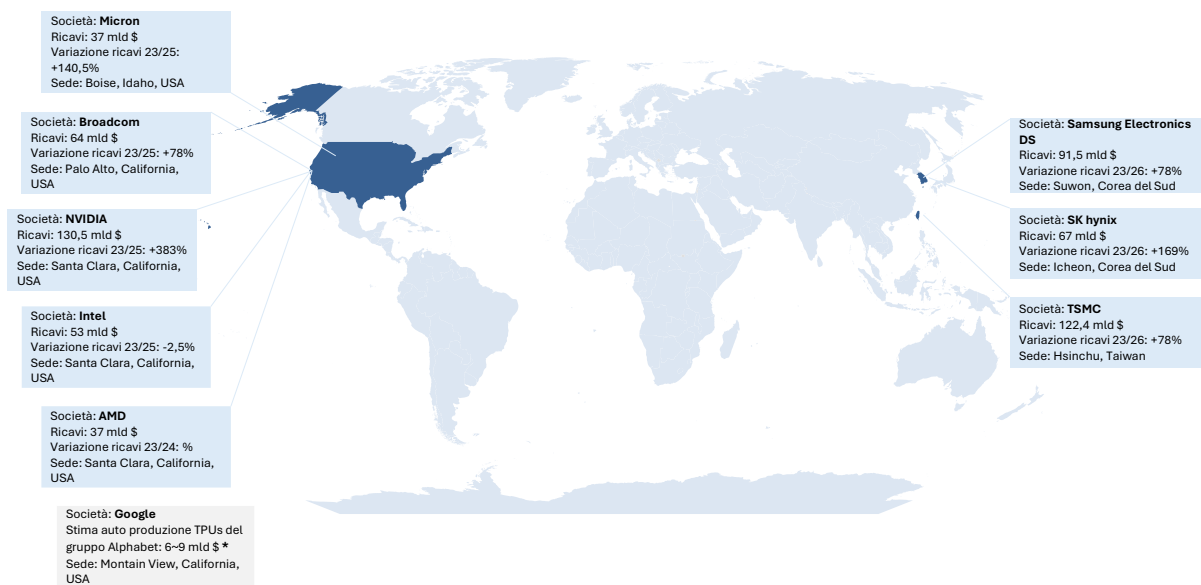 Società: Micron
Ricavi: 37 mld $
Variazione ricavi 23/25:
+140,5%
Sede: Boise, Idaho, USA
Società: Broadcom
Ricavi: 64 mld $
Variazione ricavi 23/25: +78%
Sede: Palo Alto, California,
USA
Società: NVIDIA
Ricavi: 130,5 mld $
Variazione ricavi 23/25: +383%
Sede: Santa Clara, California,
USA
Società: Intel
Ricavi: 53 mld $
Variazione ricavi 23/25: -2,5%
Sede: Santa Clara, California,
USA
Società: AMD
Ricavi: 37 mld $
Variazione ricavi 23/24: %
Sede: Santa Clara, California,
USA
Società: Google
Stima auto produzione TPUs del
gruppo Alphabet: 6~9 mld $ *
Sede: Montain View, California,
USA
Società: Samsung Electronics
DS
Ricavi: 91,5 mld $
Variazione ricavi 23/26: +78%
Sede: Suwon, Corea del Sud
Società: SK hynix
Ricavi: 67 mld $
Variazione ricavi 23/26: +169%
Sede: Icheon, Corea del Sud
Società: TSMC
Ricavi: 122,4 mld $
Variazione ricavi 23/26: +78%
Sede: Hsinchu, Taiwan